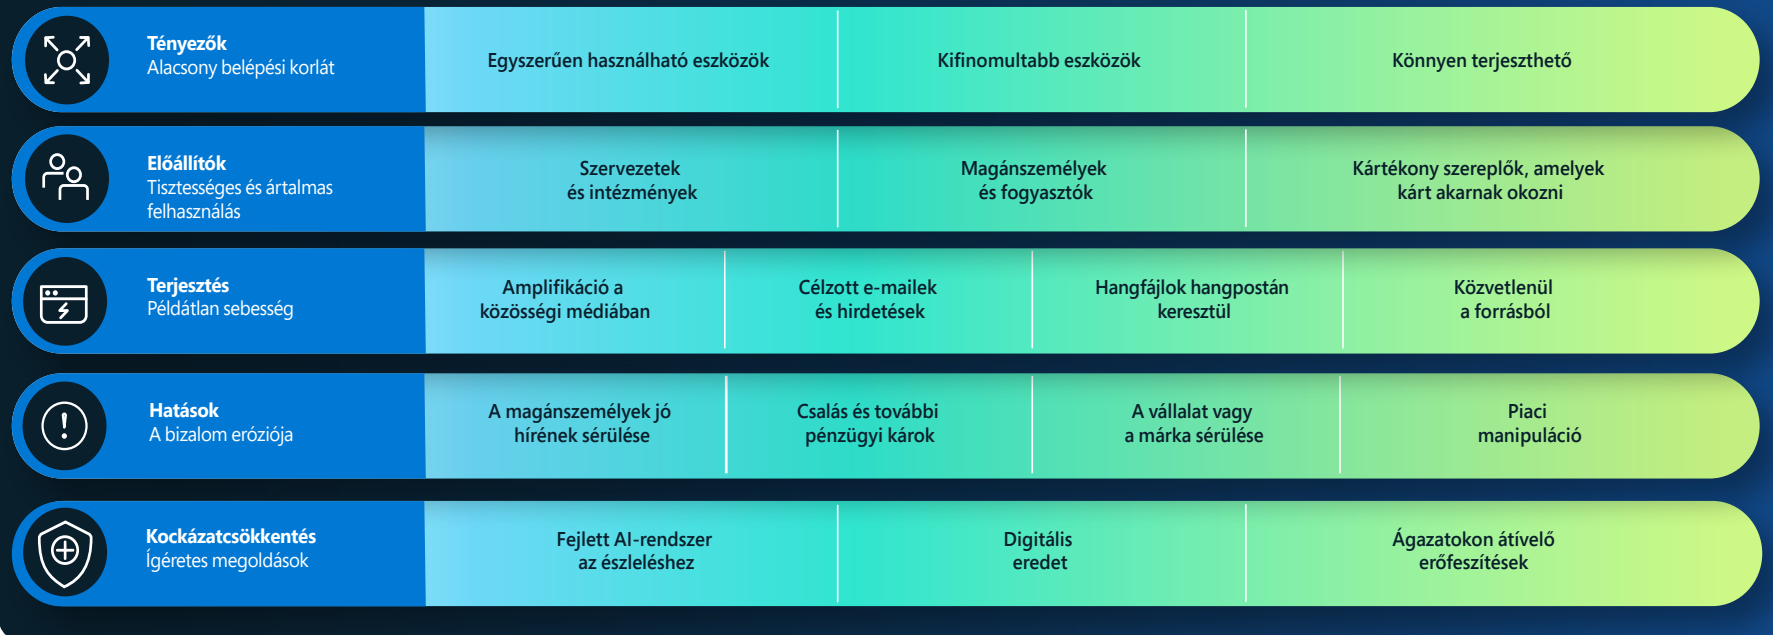 Tényezők
Alacsony belépési korlát
Egyszerűen használható eszközök
Kifinomultabb eszközök
Könnyen terjeszthető
Előállítók
Tisztességes és ártalmas
felhasználás
Szervezetek
és intézmények
Magánszemélyek
és fogyasztók
Kártékony szereplők, amelyek
kárt akarnak okozni
Terjesztés
Példátlan sebesség
Amplifikáció a
közösségi médiában
Célzott e-mailek
és hirdetések
Hangfájlok hangpostán
keresztül
Közvetlenül
a forrásból
Hatások
A bizalom eróziója
A magánszemélyek jó
hírének sérülése
Csalás és további
pénzügyi károk
A vállalat vagy
a márka sérülése
Piaci
manipuláció
Kockázatcsökkentés
Ígéretes megoldások
Fejlett AI-rendszer
az észleléshez
Digitális
eredet
Ágazatokon átívelő
erőfeszítések